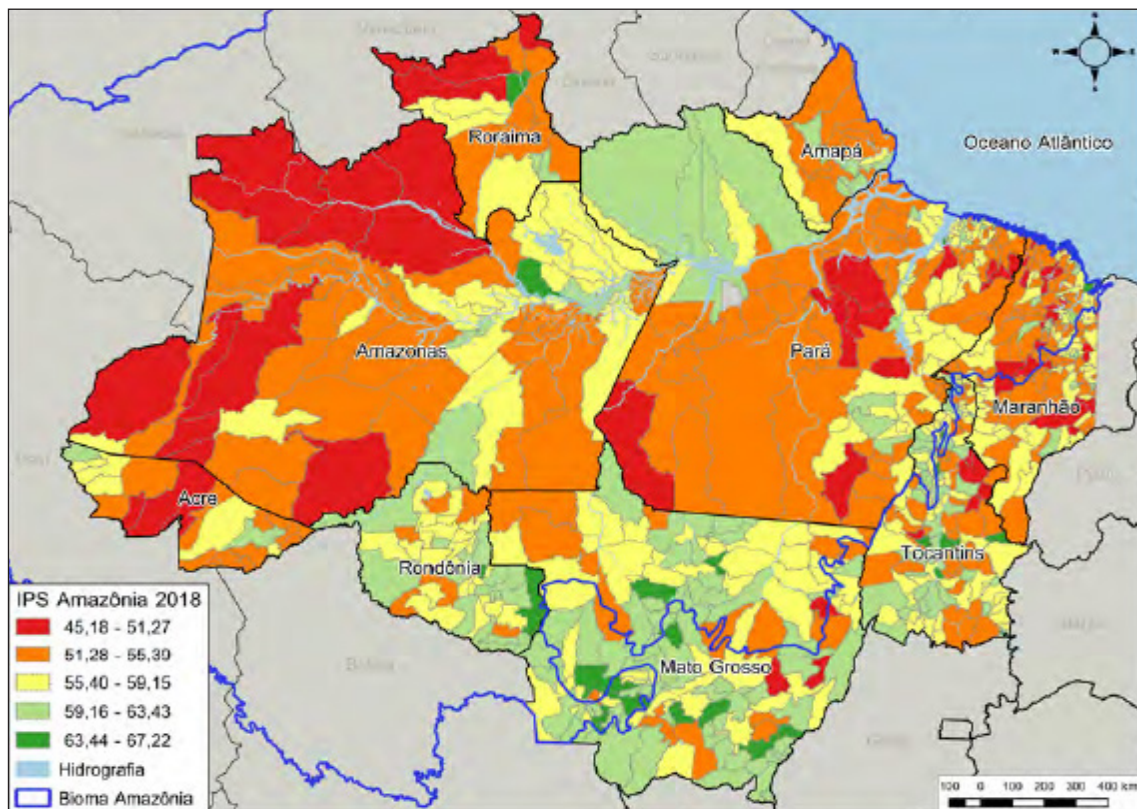 N
W
E
S
Oceano Atlântico
Roraima
Amapá
Amazonas
Pará
Maranhão
Acre
Rondônia
Tocantins
Mato Grosso
IPS Amazônia 2018
45,18 - 51,27
51,28 - 55,39
55,40 - 59,15
59,16 - 63,43
63,44 - 67,22
Hidrografia
Bioma Amazônia
100 0 100 200 300 400 km